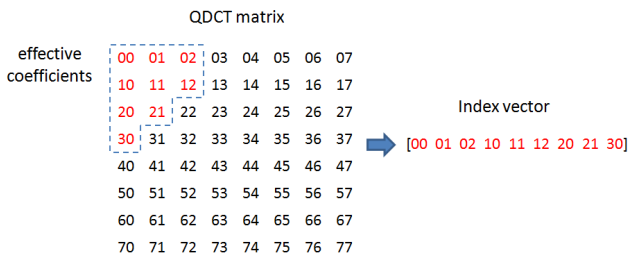 QDCT matrix
effective
coefficients
00 01 02 03 04 05 06 07
10 11 12 13 14 15 16 17
20 21 22 23 24 25 26 27
30 31 32 33 34 35 36 37
40 41 42 43 44 45 46 47
50 51 52 53 54 55 56 57
60 61 62 63 64 65 66 67
70 71 72 73 74 75 76 77
Index vector
[00 01 02 10 11 12 20 21 30]